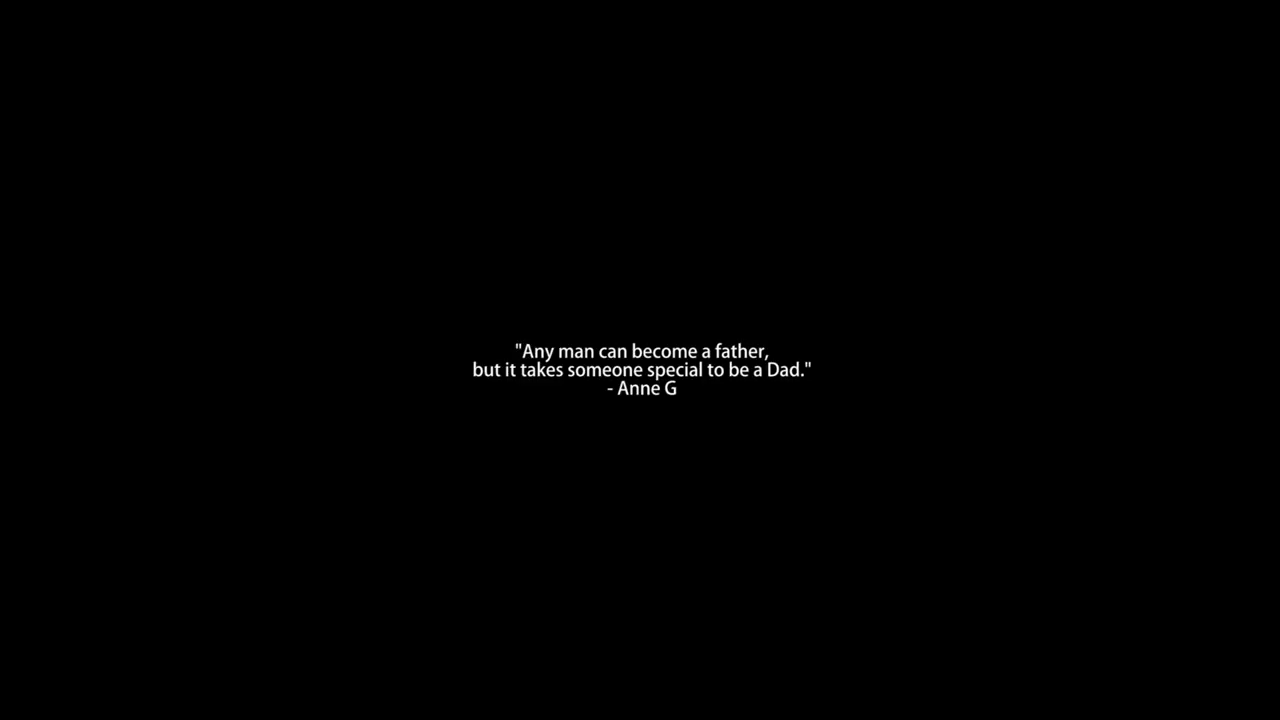 "Any man can become a father,
but it takes someone special to be a Dad."
- Anne G